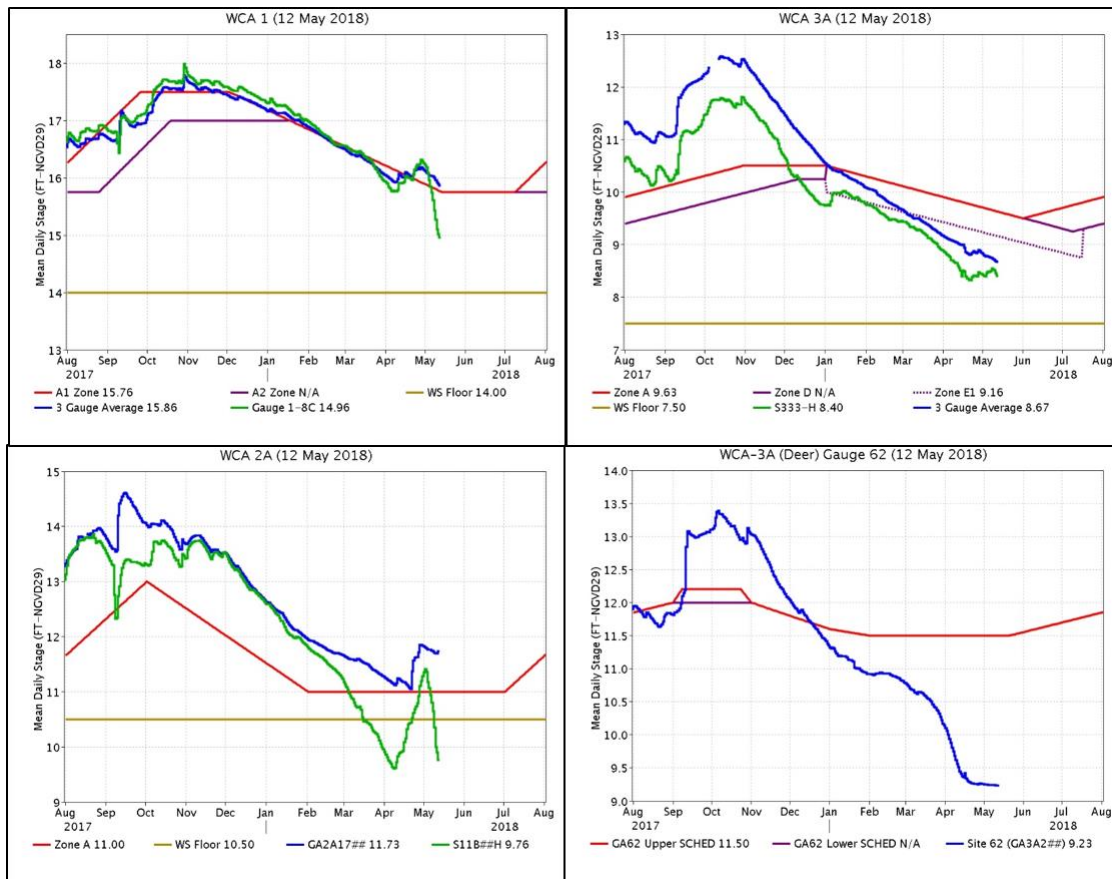 WCA 1 (12 May 2018)
Mean Daily Stage (FT-NGVD29)
18
17
16
15
14
13
Aug Sep Oct Nov Dec Jan Feb Mar Apr May Jun Jul Aug
2017 2018
A1 Zone 15.76 A2 Zone N/A WS Floor 14.00
3 Gauge Average 15.86 Gauge 1-8C 14.96
WCA 3A (12 May 2018)
Mean Daily Stage (FT-NGVD29)
13
12
11
10
9
8
7
Aug Sep Oct Nov Dec Jan Feb Mar Apr May Jun Jul Aug
2017 2018
Zone A 9.63 Zone D N/A Zone E1 9.16
WS Floor 7.50 S333-H 8.40 3 Gauge Average 8.67
WCA 2A (12 May 2018)
Mean Daily Stage (FT-NGVD29)
15
14
13
12
11
10
9
Aug Sep Oct Nov Dec Jan Feb Mar Apr May Jun Jul Aug
2017 2018
Zone A 11.00 WS Floor 10.50 GA2A17## 11.73 S11B##H 9.76
WCA-3A (Deer) Gauge 62 (12 May 2018)
Mean Daily Stage (FT-NGVD29)
14.0
13.5
13.0
12.5
12.0
11.5
11.0
10.5
10.0
9.5
9.0
Aug Sep Oct Nov Dec Jan Feb Mar Apr May Jun Jul Aug
2017 2018
GA62 Upper SCHED 11.50 GA62 Lower SCHED N/A Site 62 (GA3A2##) 9.23